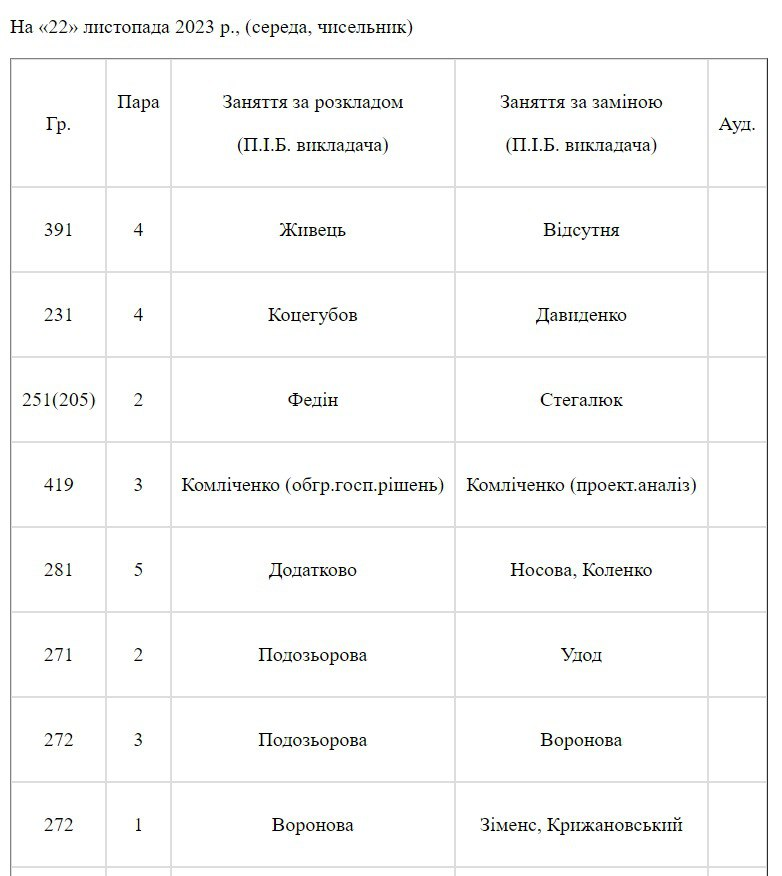 На «22» листопада 2023 р., (середа, чисельник)
Гр. Пара Заняття за розкладом (П.І.Б. викладача) Заняття за заміною (П.І.Б. викладача) Ауд.
391 4 Живець Відсутня
231 4 Коцегубов Давиденко
251(205) 2 Федін Стегалюк
419 3 Комліченко (обгр.госп.рішень) Комліченко (проект.аналіз)
281 5 Додатково Носова, Коленко
271 2 Подозьорова Удод
272 3 Подозьорова Воронова
272 1 Воронова Зіменс, Крижановський